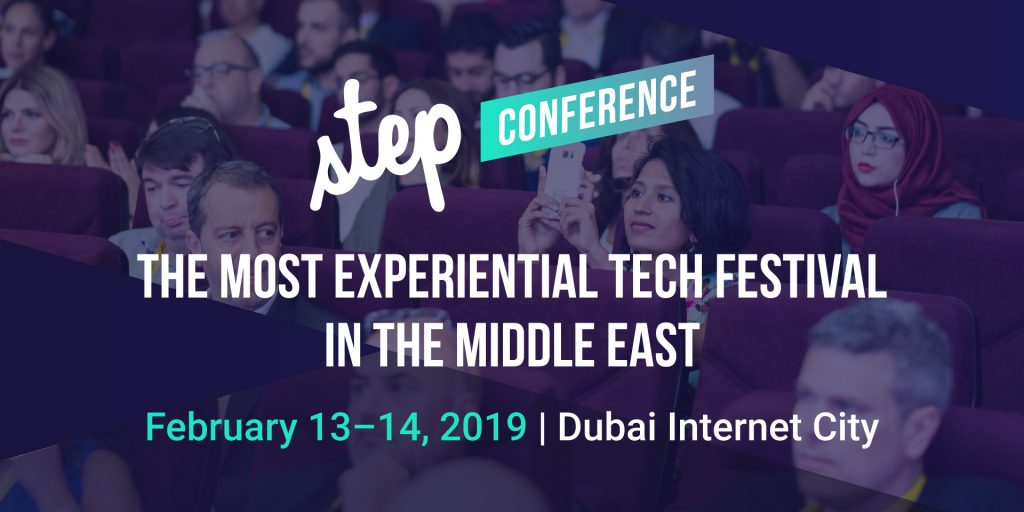 step CONFERENCE
THE MOST EXPERIENTIAL TECH FESTIVAL
IN THE MIDDLE EAST
February 13–14, 2019 | Dubai Internet City